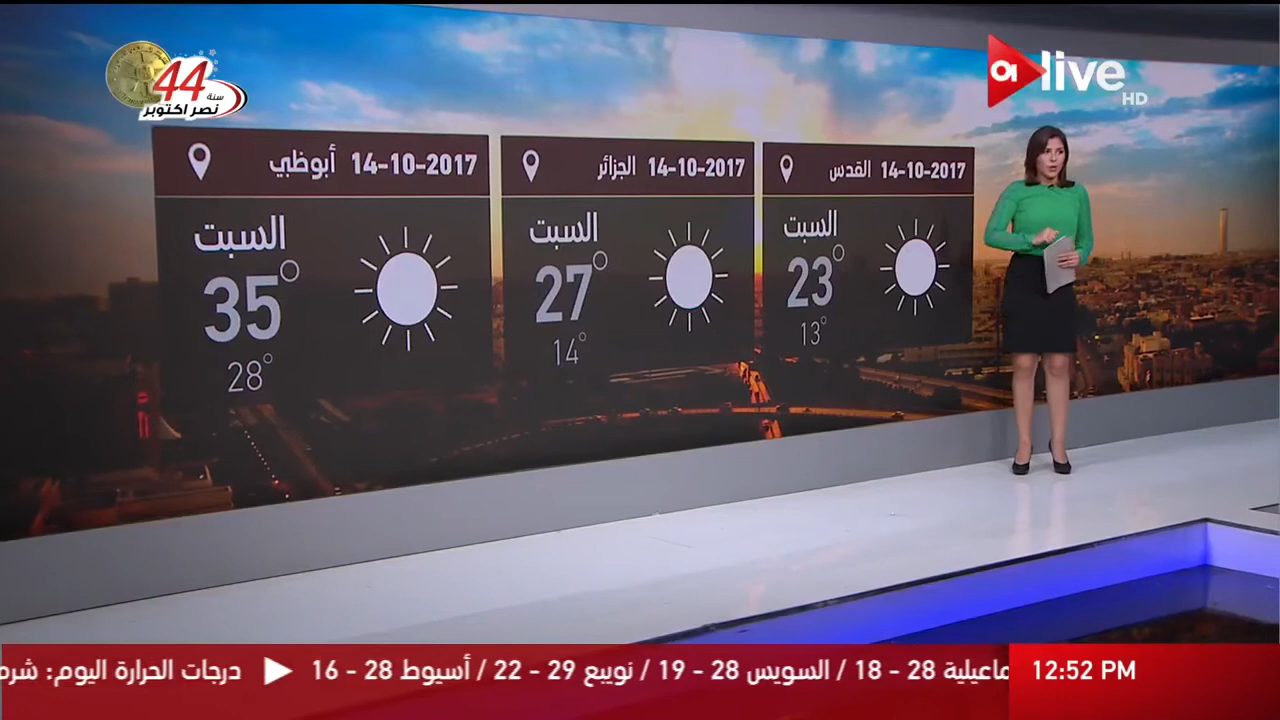 44
سنة
نصر اكتوبر
live
HD
القدس 14-10-2017
السبت
23°
13°
الجزائر 14-10-2017
السبت
27°
14°
أبوظبي 14-10-2017
السبت
35°
28°
ماعيلية 28 - 18 / السويس 28 - 19 / نويبع 29 - 22 / أسيوط 28 - 16 ◀ درجات الحرارة اليوم: شرم
12:52 PM